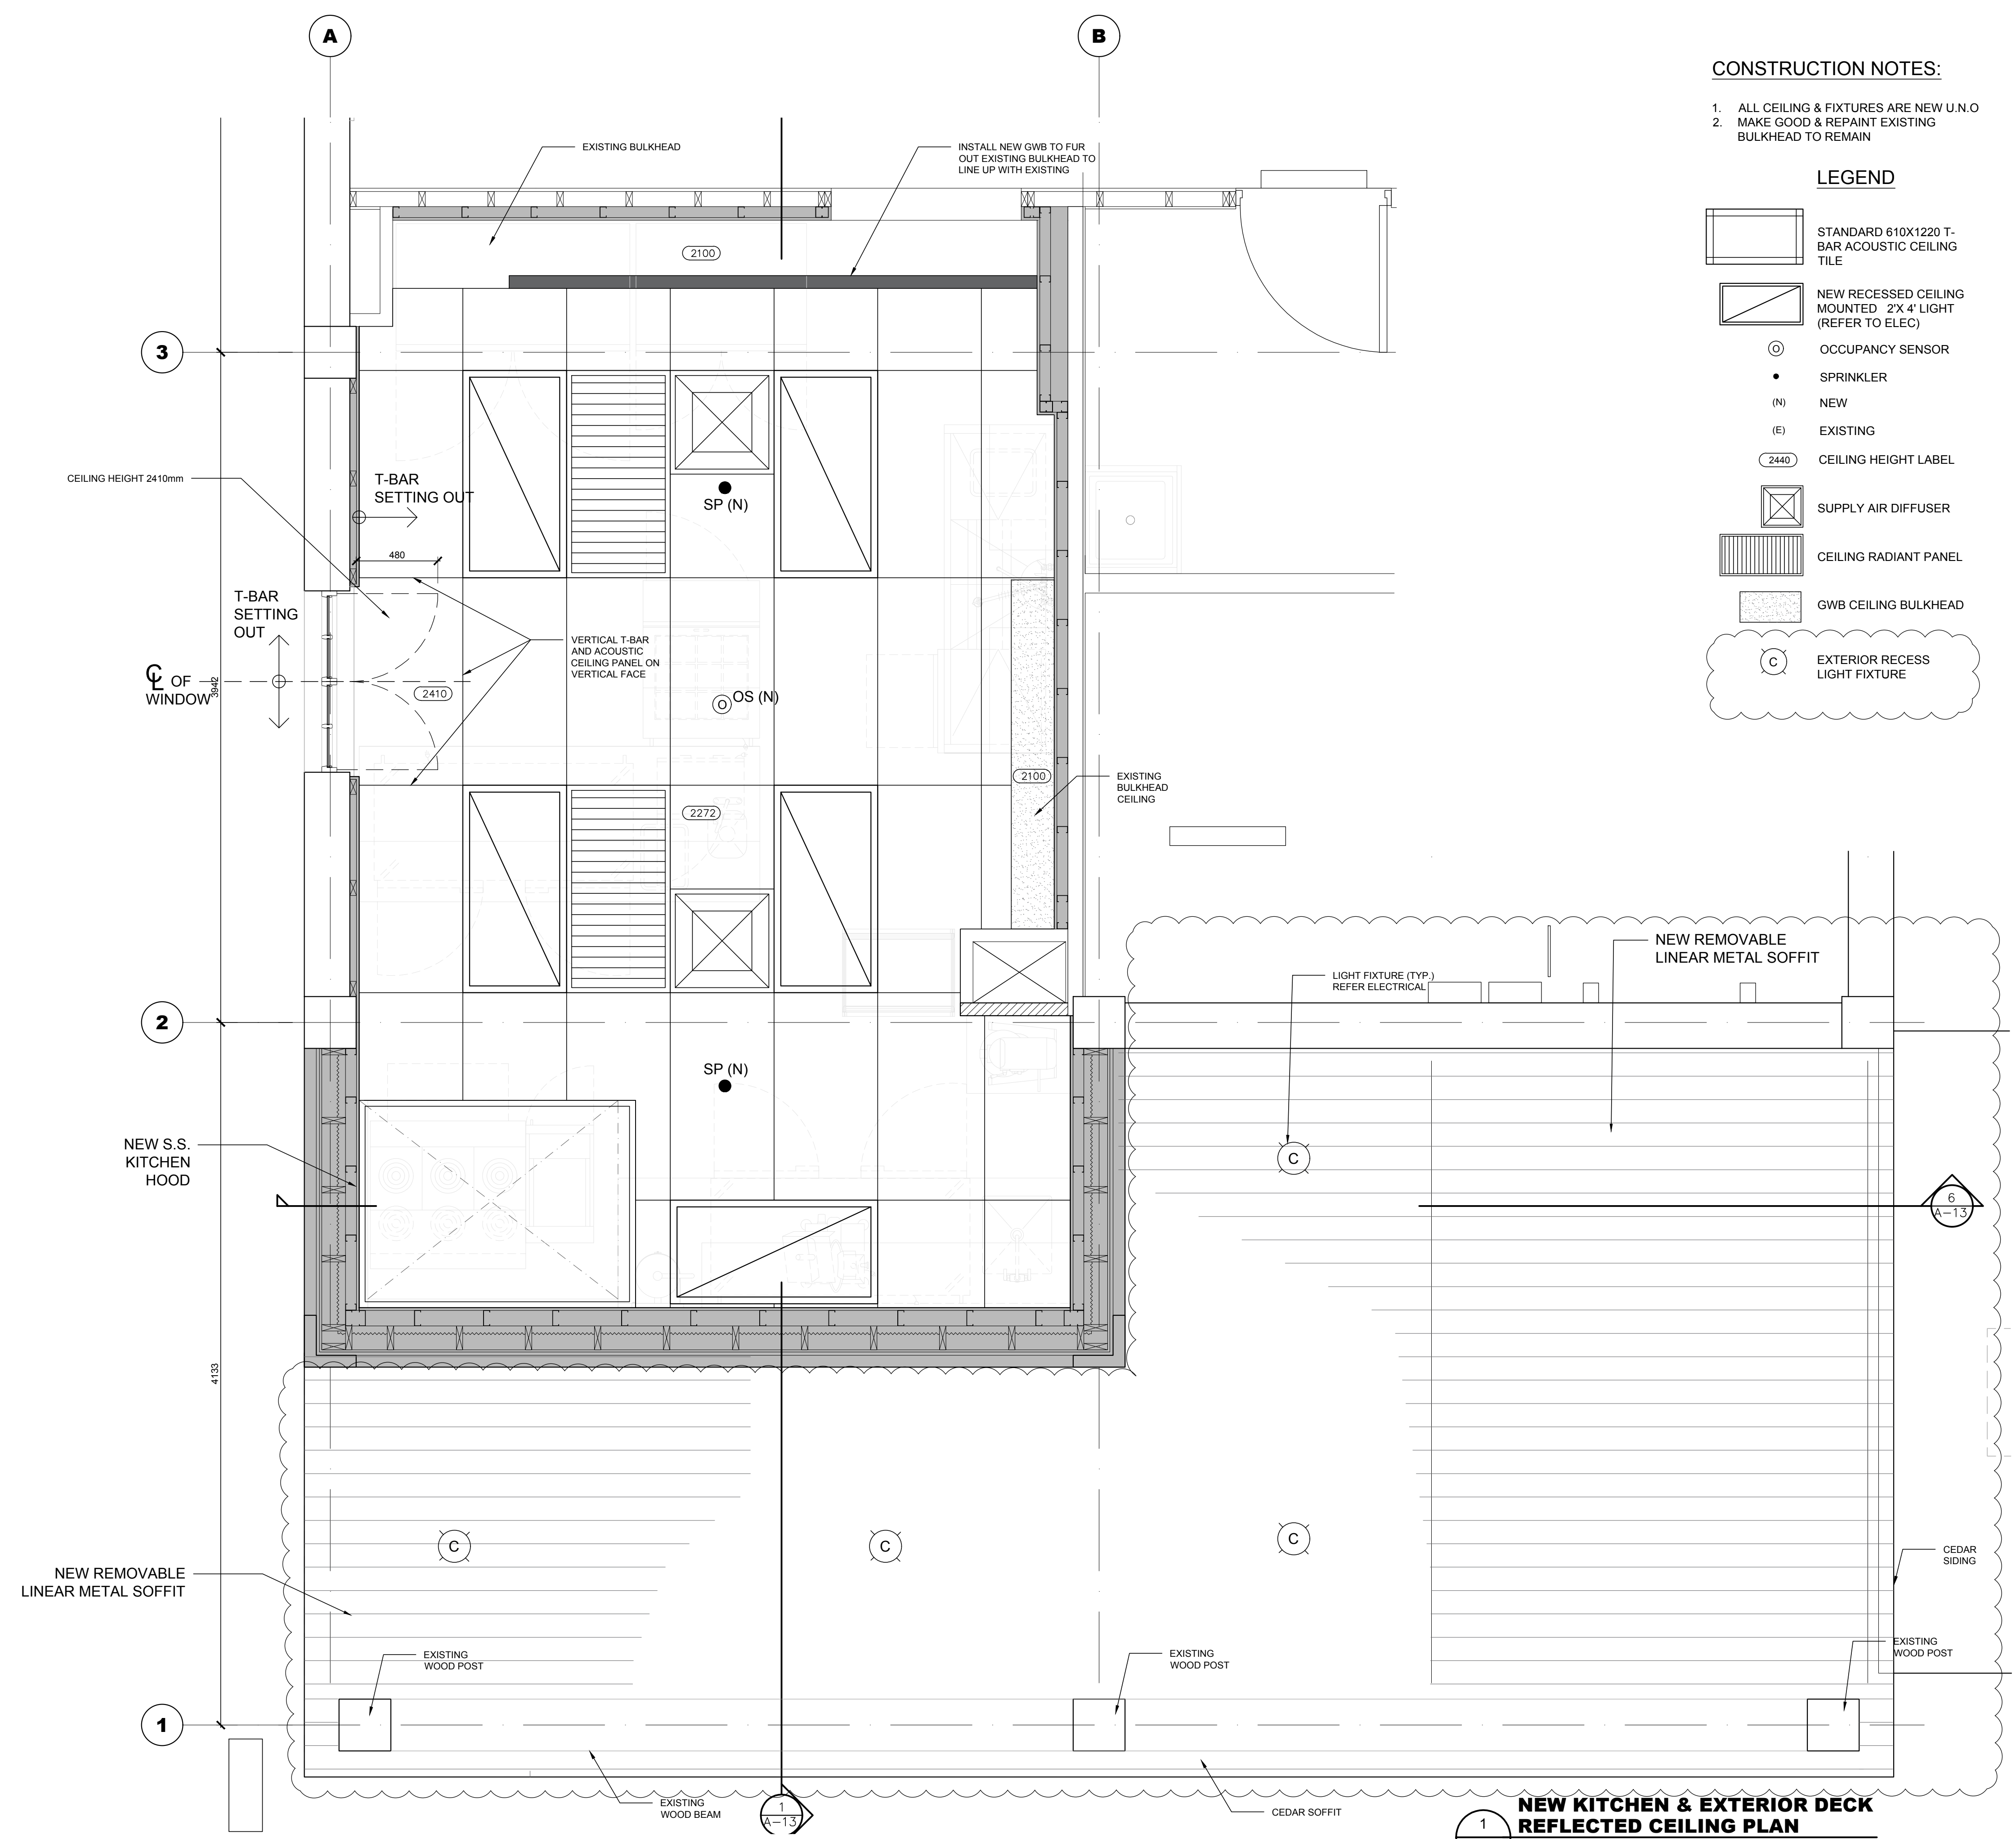 A
B
CONSTRUCTION NOTES:
1. ALL CEILING & FIXTURES ARE NEW U.N.O
2. MAKE GOOD & REPAINT EXISTING
BULKHEAD TO REMAIN
LEGEND
STANDARD 610X1220 T-
BAR ACOUSTIC CEILING
TILE
NEW RECESSED CEILING
MOUNTED 2'X 4' LIGHT
(REFER TO ELEC)
O OCCUPANCY SENSOR
SPRINKLER
(N) NEW
(E) EXISTING
2440 CEILING HEIGHT LABEL
SUPPLY AIR DIFFUSER
CEILING RADIANT PANEL
GWB CEILING BULKHEAD
C
EXTERIOR RECESS
LIGHT FIXTURE
EXISTING BULKHEAD
INSTALL NEW GWB TO FUR
OUT EXISTING BULKHEAD TO
LINE UP WITH EXISTING
2100
3
CEILING HEIGHT 2410mm
T-BAR
SETTING OUT
SP (N)
480
T-BAR
SETTING
OUT
VERTICAL T-BAR
AND ACOUSTIC
CEILING PANEL ON
VERTICAL FACE
℄ OF
WINDOW
3942
2410
O OS (N)
2100
EXISTING
BULKHEAD
CEILING
2272
NEW REMOVABLE
LINEAR METAL SOFFIT
LIGHT FIXTURE (TYP.)
REFER ELECTRICAL
2
SP (N)
NEW S.S.
KITCHEN
HOOD
C
6
A-13
4133
C
C
C
NEW REMOVABLE
LINEAR METAL SOFFIT
CEDAR
SIDING
EXISTING
WOOD POST
EXISTING
WOOD POST
EXISTING
WOOD POST
1
EXISTING
WOOD BEAM
1
A-13
CEDAR SOFFIT
1
NEW KITCHEN & EXTERIOR DECK
REFLECTED CEILING PLAN